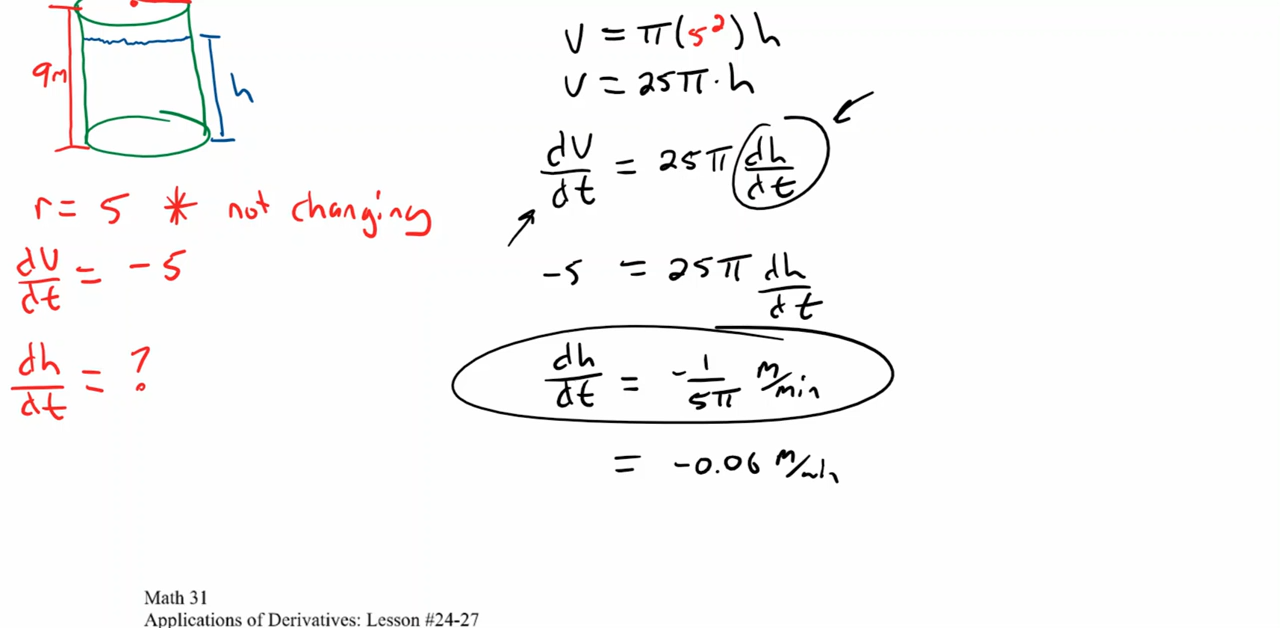 9m
h
r = 5 * not changing
dV/dt = -5
dh/dt = ?
V = π(5²)h
V = 25π·h
dV/dt = 25π dh/dt
-5 = 25π dh/dt
dh/dt = -1/5π m/min
= -0.06 m/min
Math 31
Applications of Derivatives: Lesson #24-27